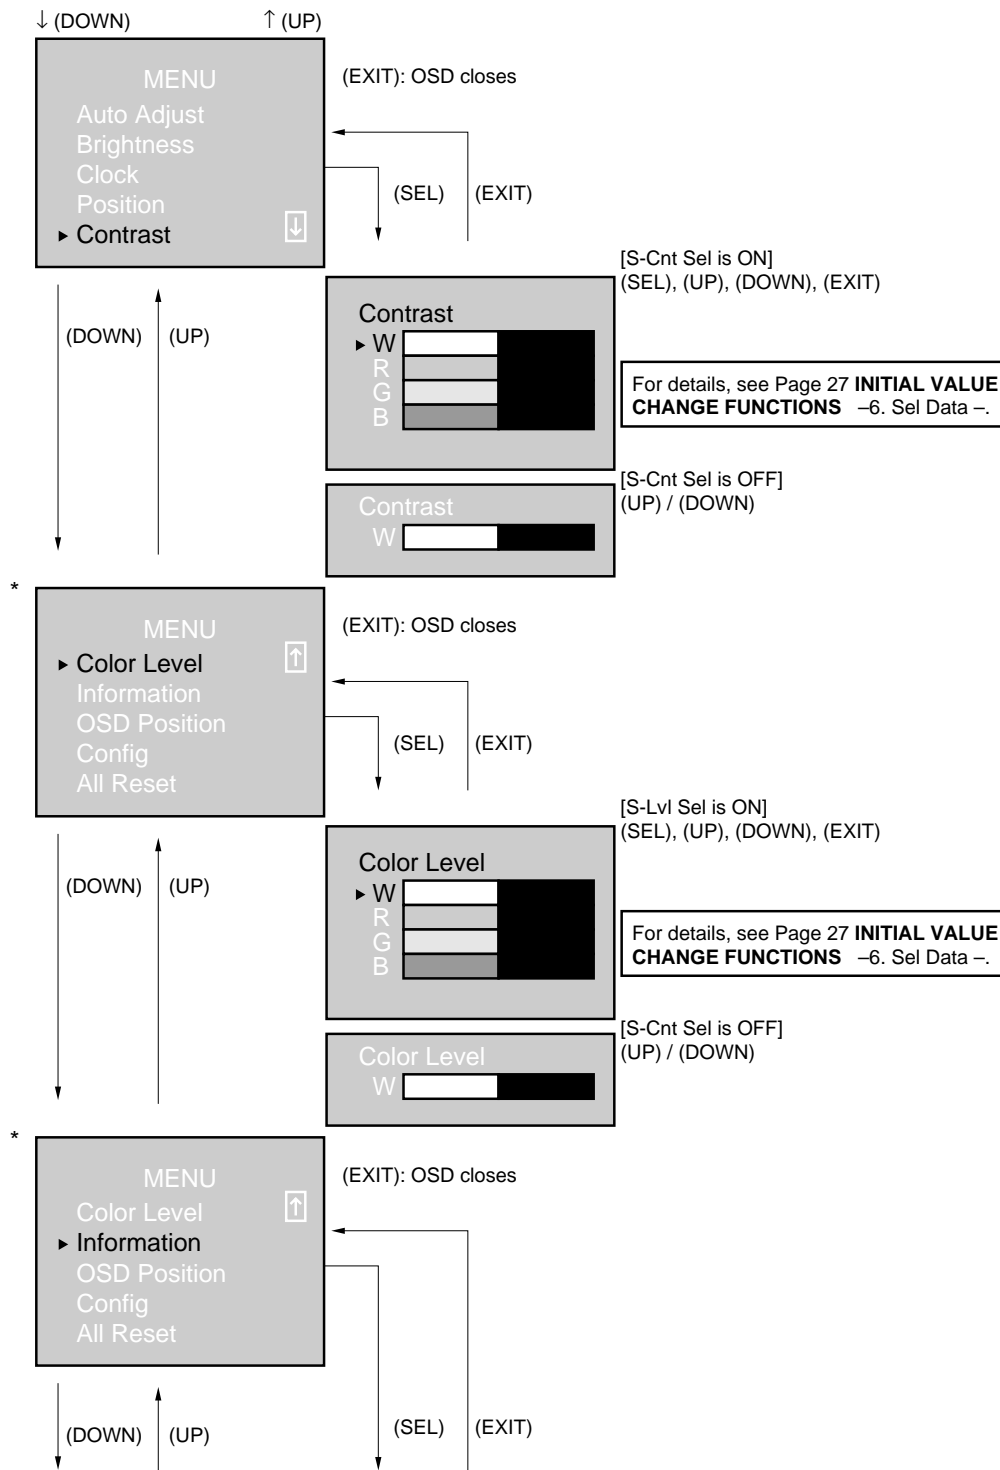 ↓ (DOWN) ↑ (UP)
MENU
Auto Adjust
Brightness
Clock
Position
► Contrast
↓
(EXIT): OSD closes
(SEL) (EXIT)
(DOWN) (UP)
[S-Cnt Sel is ON]
(SEL), (UP), (DOWN), (EXIT)
Contrast
► W
R
G
B
For details, see Page 27 INITIAL VALUE
CHANGE FUNCTIONS –6. Sel Data –.
[S-Cnt Sel is OFF]
(UP) / (DOWN)
Contrast
W
*
MENU
► Color Level
↑
Information
OSD Position
Config
All Reset
(EXIT): OSD closes
(SEL) (EXIT)
(DOWN) (UP)
[S-Lvl Sel is ON]
(SEL), (UP), (DOWN), (EXIT)
Color Level
► W
R
G
B
For details, see Page 27 INITIAL VALUE
CHANGE FUNCTIONS –6. Sel Data –.
[S-Cnt Sel is OFF]
(UP) / (DOWN)
Color Level
W
*
MENU
Color Level
↑
► Information
OSD Position
Config
All Reset
(EXIT): OSD closes
(SEL) (EXIT)
(DOWN) (UP)